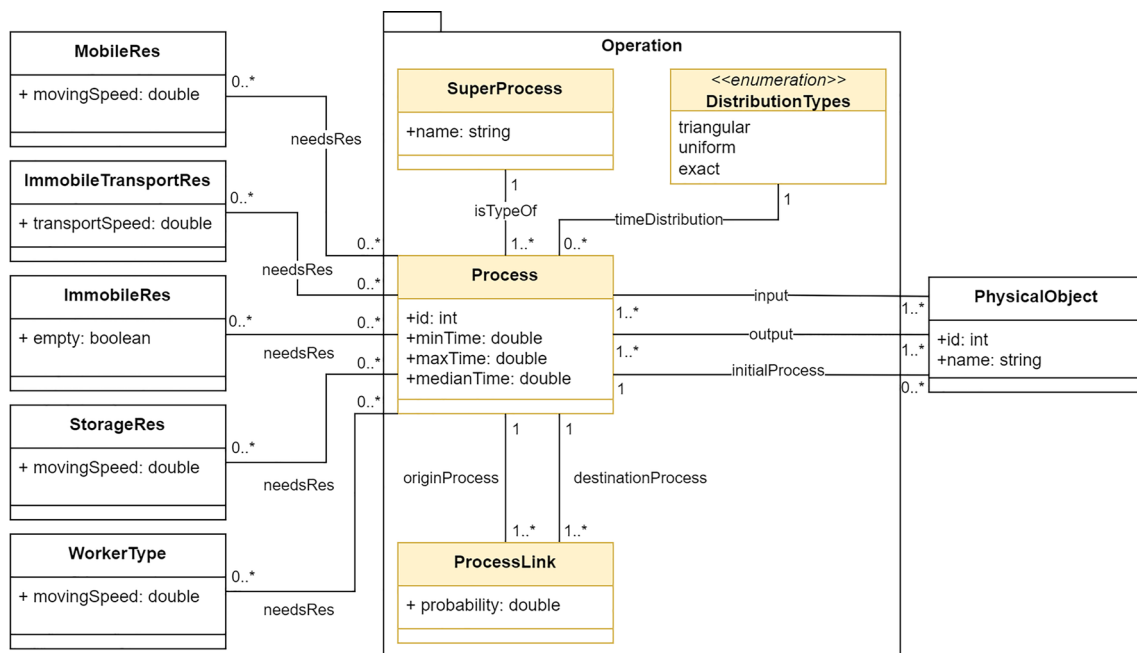 MobileRes
+ movingSpeed: double
0..*
needsRes
0..*
ImmobileTransportRes
+ transportSpeed: double
0..*
needsRes
0..*
ImmobileRes
+ empty: boolean
0..*
needsRes
0..*
StorageRes
+ movingSpeed: double
0..*
needsRes
0..*
WorkerType
+ movingSpeed: double
0..*
needsRes
0..*
Operation
SuperProcess
+name: string
1
isTypeOf
1..*
<<enumeration>>
DistributionTypes
triangular
uniform
exact
1
timeDistribution
0..*
Process
+id: int
+minTime: double
+maxTime: double
+medianTime: double
input
1..*
1..*
output
1..*
1..*
initialProcess
1
0..*
PhysicalObject
+id: int
+name: string
1
originProcess
1..*
1
destinationProcess
1..*
ProcessLink
+ probability: double